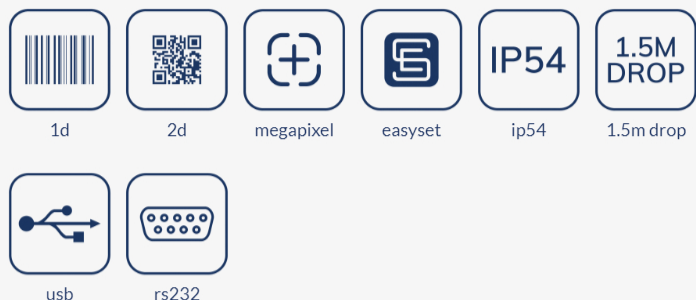 1d
2d
megapixel
easyset
IP54
ip54
1.5M
DROP
1.5m drop
usb
rs232